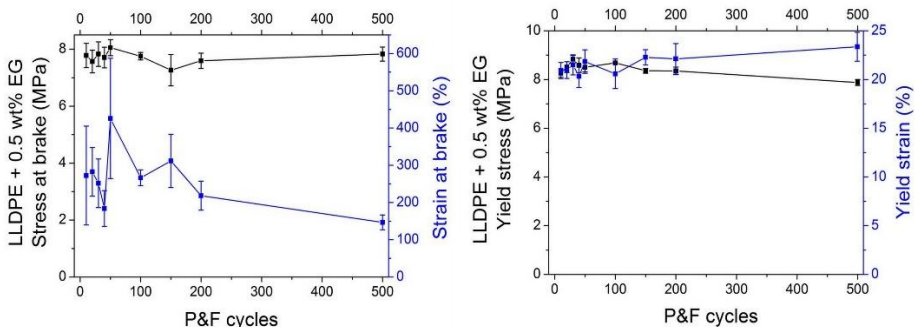 0 100 200 300 400 500
8
6
4
2
0
LLDPE + 0.5 wt% EG
Stress at brake (MPa)
600
500
400
300
200
100
0
Strain at brake (%)
0 100 200 300 400 500
P&F cycles
0 100 200 300 400 500
10
8
6
4
2
0
LLDPE + 0.5 wt% EG
Yield stress (MPa)
25
20
15
10
5
0
Yield strain (%)
0 100 200 300 400 500
P&F cycles